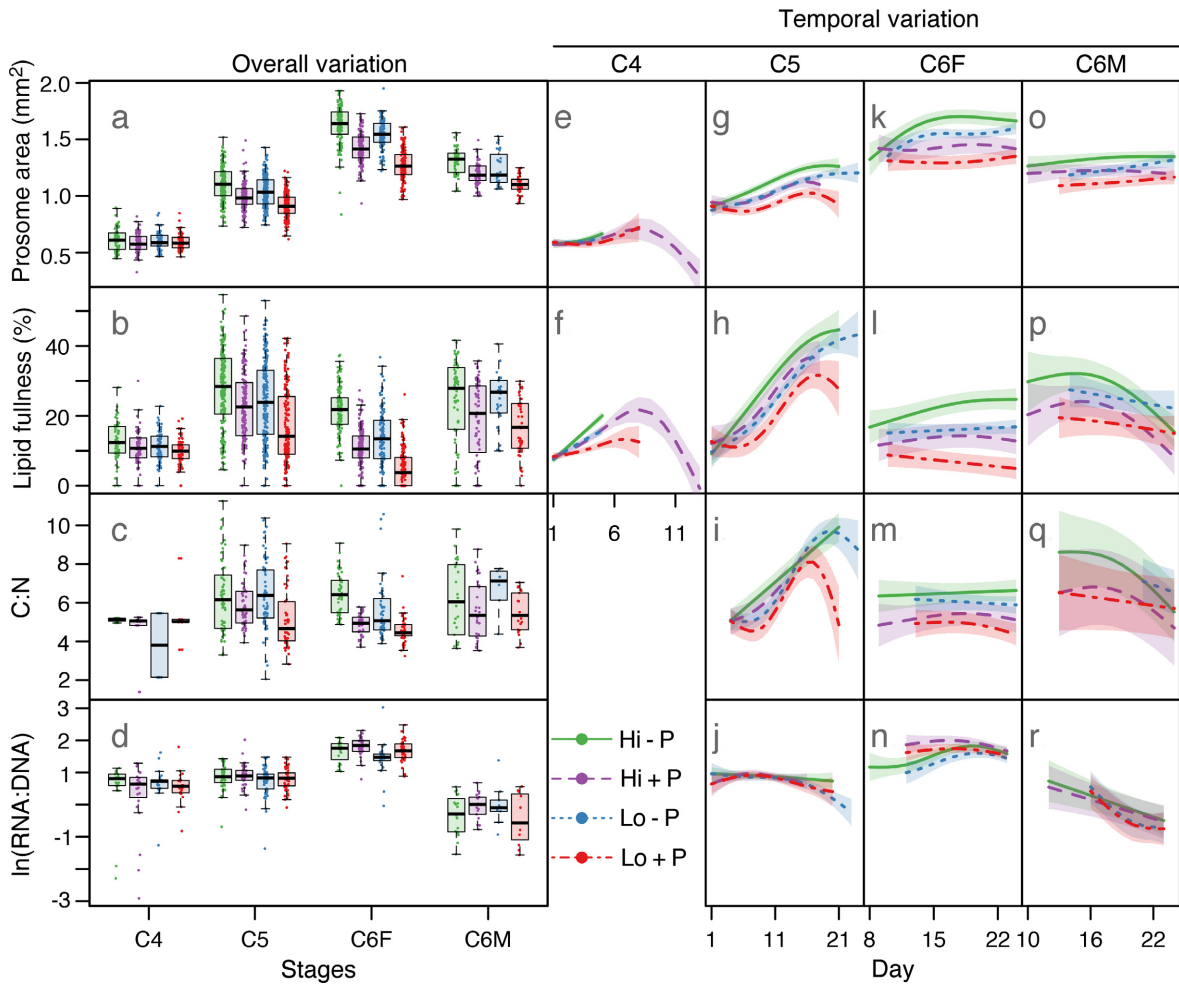 Temporal variation
Overall variation
C4
C5
C6F
C6M
Prosome area (mm²)
2.0
1.5
1.0
0.5
a
e
g
k
o
Lipid fullness (%)
40
20
0
b
f
h
l
p
1
6
11
C:N
10
8
6
4
2
c
i
m
q
ln(RNA:DNA)
3
2
1
-1
-3
d
j
n
r
Hi - P
Hi + P
Lo - P
Lo + P
C4
C5
C6F
C6M
Stages
1
11
21
8
15
22
10
16
22
Day